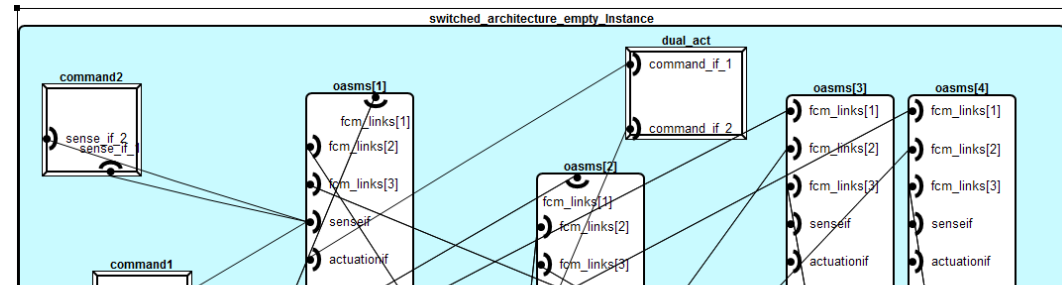 switched_architecture_empty_Instance
dual_act
command_if_1
command_if_2
command2
sense_if_2
sense_if_1
oasms[1]
fcm_links[1]
fcm_links[2]
fcm_links[3]
senseif
actuationif
oasms[2]
fcm_links[1]
fcm_links[2]
fcm_links[3]
oasms[3]
fcm_links[1]
fcm_links[2]
fcm_links[3]
senseif
actuationif
oasms[4]
fcm_links[1]
fcm_links[2]
fcm_links[3]
senseif
actuationif
command1